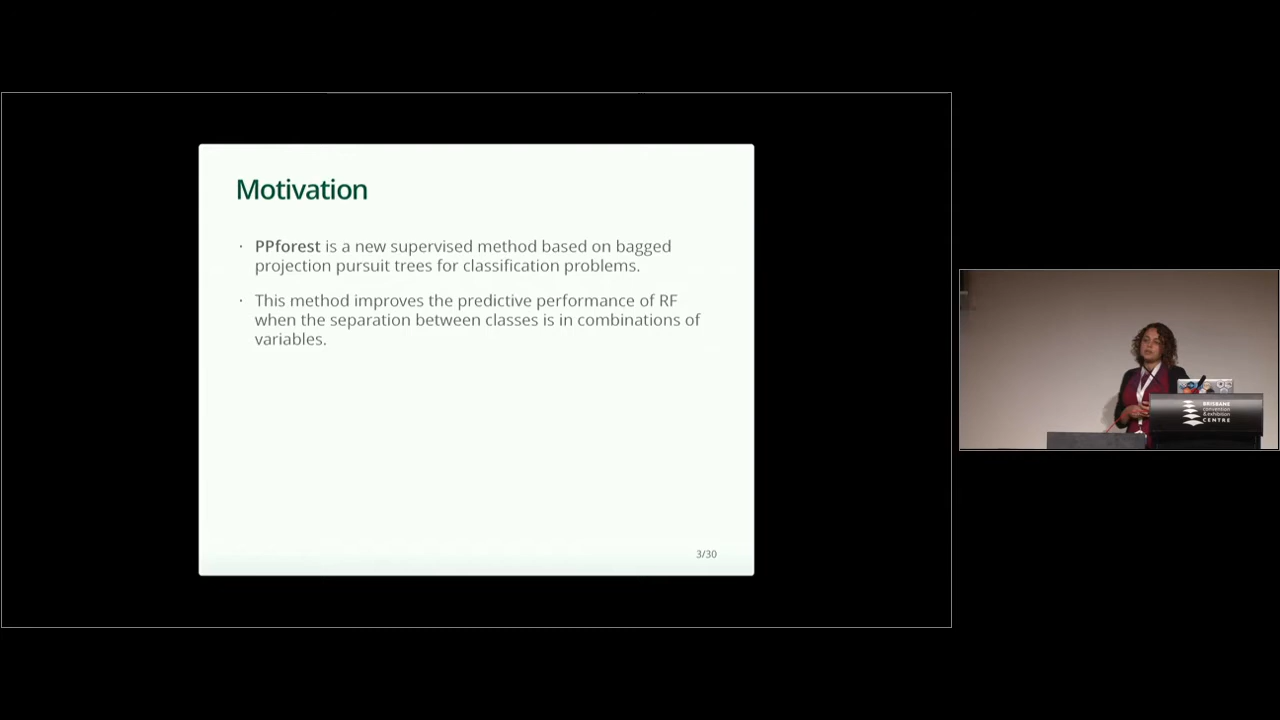 Motivation
· PPforest is a new supervised method based on bagged
projection pursuit trees for classification problems.
· This method improves the predictive performance of RF
when the separation between classes is in combinations of
variables.
3/30
BRISBANE
convention
& exhibition
CENTRE